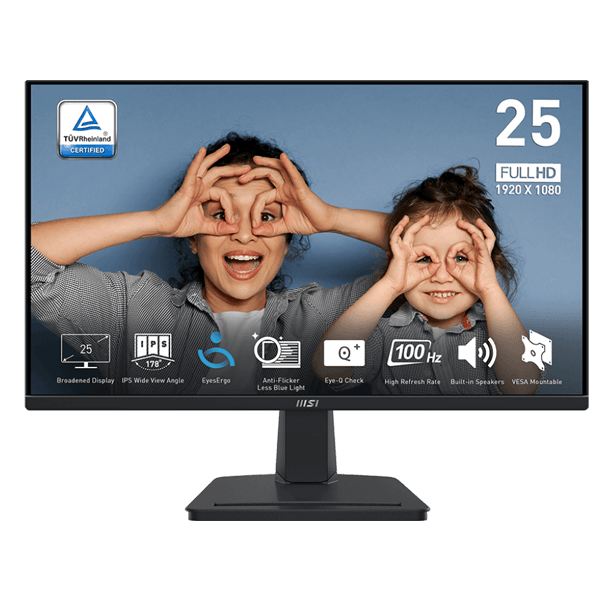 TÜVRheinland
CERTIFIED
25
FULL HD
1920 X 1080
25
Broadened Display
IPS
178°
IPS Wide View Angle
EyesErgo
Anti-Flicker
Less Blue Light
Q+
Eye-Q Check
100Hz
High Refresh Rate
Built-in Speakers
VESA Mountable
MSI